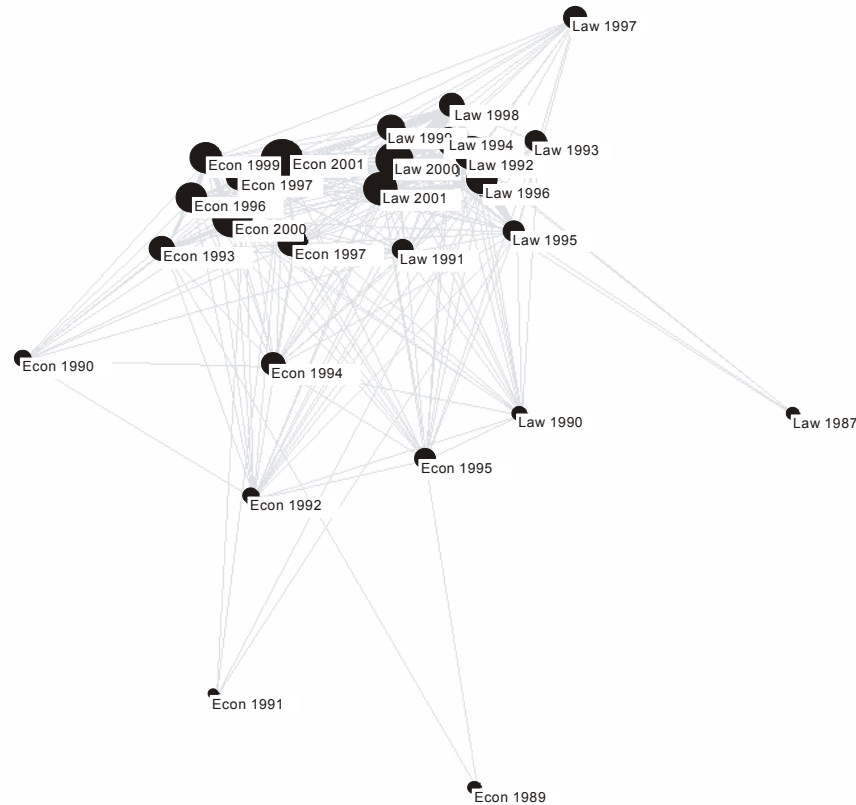 Law 1997
Law 1998
Law 1999
Law 1994
Law 1993
Econ 1999
Econ 2001
Law 2000
Law 1992
Econ 1997
Law 1996
Econ 1996
Law 2001
Econ 2000
Law 1995
Econ 1993
Econ 1997
Law 1991
Econ 1990
Econ 1994
Law 1990
Law 1987
Econ 1995
Econ 1992
Econ 1991
Econ 1989